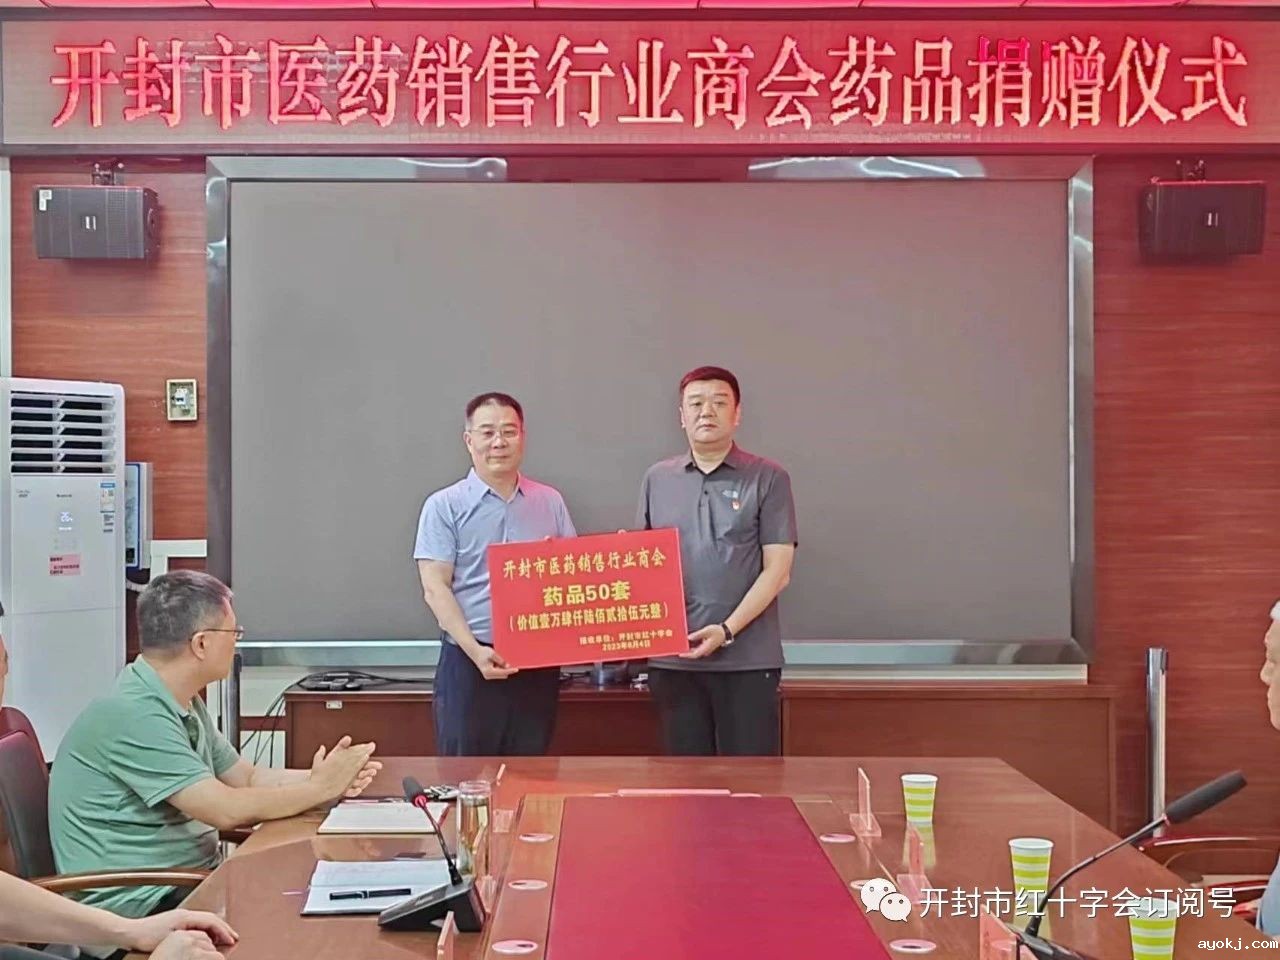 开封市医药销售行业商会药品捐赠仪式
开封市医药销售行业商会
药品50套
（价值壹万肆仟陆佰贰拾伍元整）
接收单位：开封市红十字会
2023年8月4日
开封市红十字会订阅号
ayokj.com